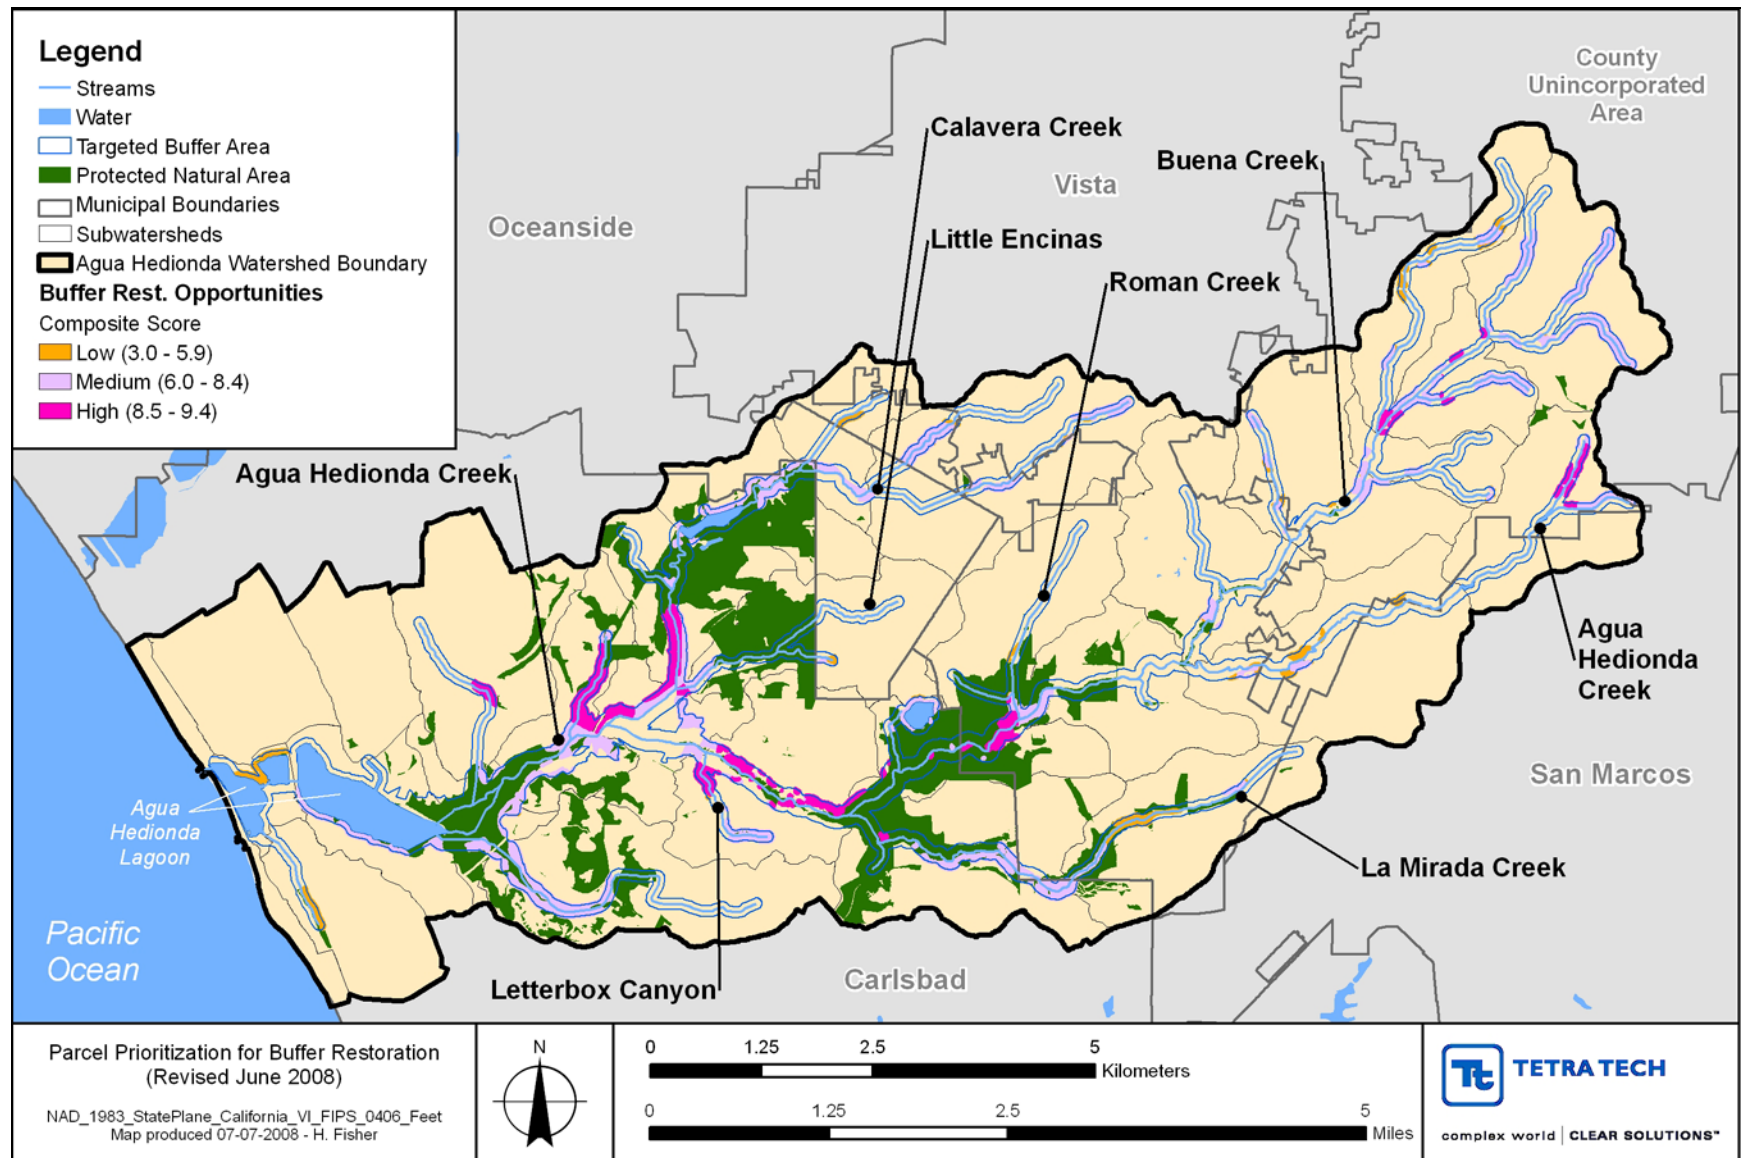 Legend
Streams
Water
Targeted Buffer Area
Protected Natural Area
Municipal Boundaries
Subwatersheds
Agua Hedionda Watershed Boundary
Buffer Rest. Opportunities
Composite Score
Low (3.0 - 5.9)
Medium (6.0 - 8.4)
High (8.5 - 9.4)
County
Unincorporated
Area
Calavera Creek
Buena Creek
Vista
Oceanside
Little Encinas
Roman Creek
Agua Hedionda Creek
Agua
Hedionda
Creek
San Marcos
Agua
Hedionda
Lagoon
La Mirada Creek
Pacific
Ocean
Letterbox Canyon
Carlsbad
Parcel Prioritization for Buffer Restoration
(Revised June 2008)
NAD_1983_StatePlane_California_VI_FIPS_0406_Feet
Map produced 07-07-2008 - H. Fisher
N
0 1.25 2.5 5
Kilometers
0 1.25 2.5 5
Miles
Tt TETRA TECH
complex world | CLEAR SOLUTIONS™